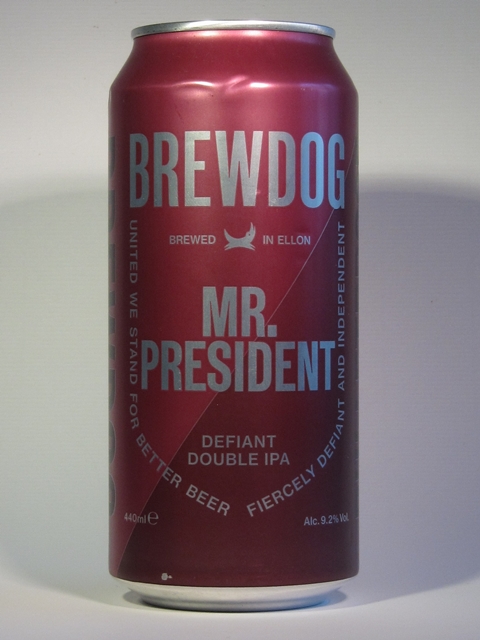 BREWDOG
BREWED IN ELLON
MR.
PRESIDENT
DEFIANT
DOUBLE IPA
UNITED WE STAND FOR BETTER BEER
FIERCELY DEFIANT AND INDEPENDENT
440ml℮
Alc. 9.2% Vol.